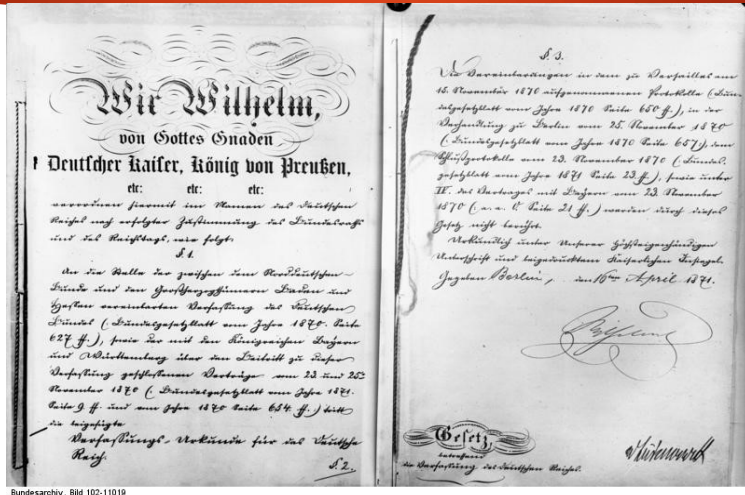 Wir Wilhelm,
von Gottes Gnaden
Deutscher Kaiser, König von Preußen,
etc: etc: etc:
verordnen hiermit im Namen des Deutschen
Reiches nach erfolgter Zustimmung des Bundesraths
und des Reichstags, wie folgt:
§. 1.
An die Stelle der zwischen dem Norddeutschen
Bunde und den Großherzogthümern Baden und
Hessen vereinbarten Verfassung des Deutschen
Bundes (Bundesgesetzblatt vom Jahre 1870. Seite
627 ff.), sowie der mit den Königreichen Bayern
und Württemberg über den Beitritt zu dieser
Verfassung geschlossenen Verträge vom 23 und 25ten
November 1870 (Bundesgesetzblatt vom Jahre 1871.
Seite 9 ff. und vom Jahre 1870 Seite 654 ff.) tritt
die beigefügte
Verfassungs-Urkunde für das Deutsche
Reich.
§. 2.
§. 3.
Die Vereinbarungen in dem zu Versailles am
15. November 1870 aufgenommenen Protokolle (Bun-
desgesetzblatt vom Jahre 1870 Seite 650 ff.), in der
Verhandlung zu Berlin vom 25. November 1870
(Bundesgesetzblatt vom Jahre 1870 Seite 657), dem
Schlußprotokolle vom 23. November 1870 (Bundes-
gesetzblatt vom Jahre 1871 Seite 23 ff.), sowie unter
IV. des Vertrages mit Bayern vom 23. November
1870 (a. a. O. Seite 21 ff.) werden durch dieses
Gesetz nicht berührt.
Urkundlich unter Unserer Höchsteigenhändigen
Unterschrift und beigedrucktem Kaiserlichen Insiegel.
Gegeben Berlin, den 16ten April 1871.
Wilhelm
Gesetz,
betreffend
die Verfassung des Deutschen Reiches.
v Bismarck
Bundesarchiv, Bild 102-11019